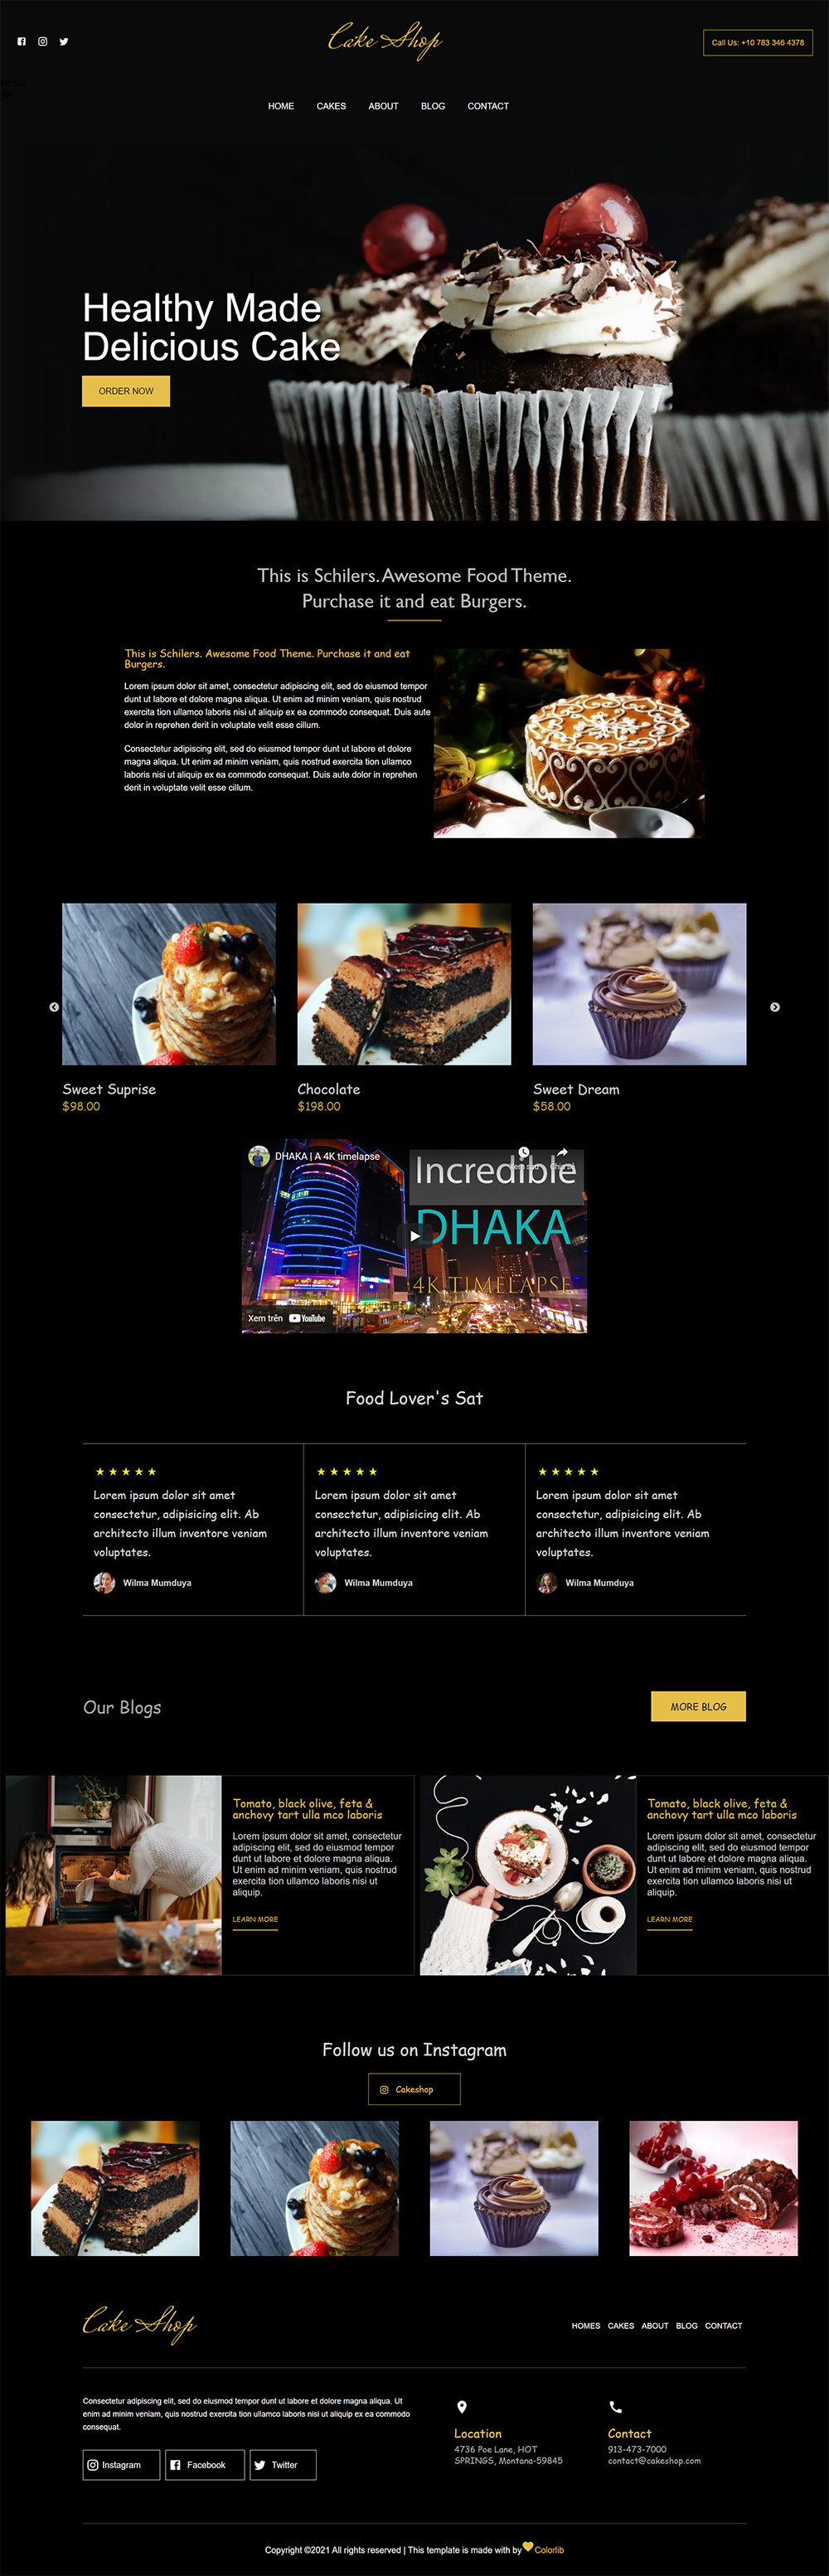 Cake Shop
Call Us: +10 783 346 4378
MENU
HOME CAKES ABOUT BLOG CONTACT
Healthy Made
Delicious Cake
ORDER NOW
This is Schilers. Awesome Food Theme.
Purchase it and eat Burgers.
This is Schilers. Awesome Food Theme. Purchase it and eat
Burgers.
Lorem ipsum dolor sit amet, consectetur adipiscing elit, sed do eiusmod tempor
dunt ut labore et dolore magna aliqua. Ut enim ad minim veniam, quis nostrud
exercita tion ullamco laboris nisi ut aliquip ex ea commodo consequat. Duis aute
dolor in reprehen derit in voluptate velit esse cillum.
Consectetur adipiscing elit, sed do eiusmod tempor dunt ut labore et dolore
magna aliqua. Ut enim ad minim veniam, quis nostrud exercita tion ullamco
laboris nisi ut aliquip ex ea commodo consequat. Duis aute dolor in reprehen
derit in voluptate velit esse cillum.
Sweet Suprise
$98.00
Chocolate
$198.00
Sweet Dream
$58.00
DHAKA | A 4K timelapse
Incredible
DHAKA
4K TIMELAPSE
Xem trên YouTube
Food Lover's Sat
Lorem ipsum dolor sit amet
consectetur, adipisicing elit. Ab
architecto illum inventore veniam
voluptates.
Wilma Mumduya
Lorem ipsum dolor sit amet
consectetur, adipisicing elit. Ab
architecto illum inventore veniam
voluptates.
Wilma Mumduya
Lorem ipsum dolor sit amet
consectetur, adipisicing elit. Ab
architecto illum inventore veniam
voluptates.
Wilma Mumduya
Our Blogs
MORE BLOG
Tomato, black olive, feta &
anchovy tart ulla mco laboris
Lorem ipsum dolor sit amet, consectetur
adipiscing elit, sed do eiusmod tempor
dunt ut labore et dolore magna aliqua.
Ut enim ad minim veniam, quis nostrud
exercita tion ullamco laboris nisi ut
aliquip.
LEARN MORE
Tomato, black olive, feta &
anchovy tart ulla mco laboris
Lorem ipsum dolor sit amet, consectetur
adipiscing elit, sed do eiusmod tempor
dunt ut labore et dolore magna aliqua.
Ut enim ad minim veniam, quis nostrud
exercita tion ullamco laboris nisi ut
aliquip.
LEARN MORE
Follow us on Instagram
Cakeshop
Cake Shop
HOMES CAKES ABOUT BLOG CONTACT
Consectetur adipiscing elit, sed do eiusmod tempor dunt ut labore et dolore magna aliqua. Ut
enim ad minim veniam, quis nostrud exercita tion ullamco laboris nisi ut aliquip ex ea commodo
consequat.
Instagram Facebook Twitter
Location
4736 Poe Lane, HOT
SPRINGS, Montana-59845
Contact
913-473-7000
contact@cakeshop.com
Copyright ©2021 All rights reserved | This template is made with by Colorlib